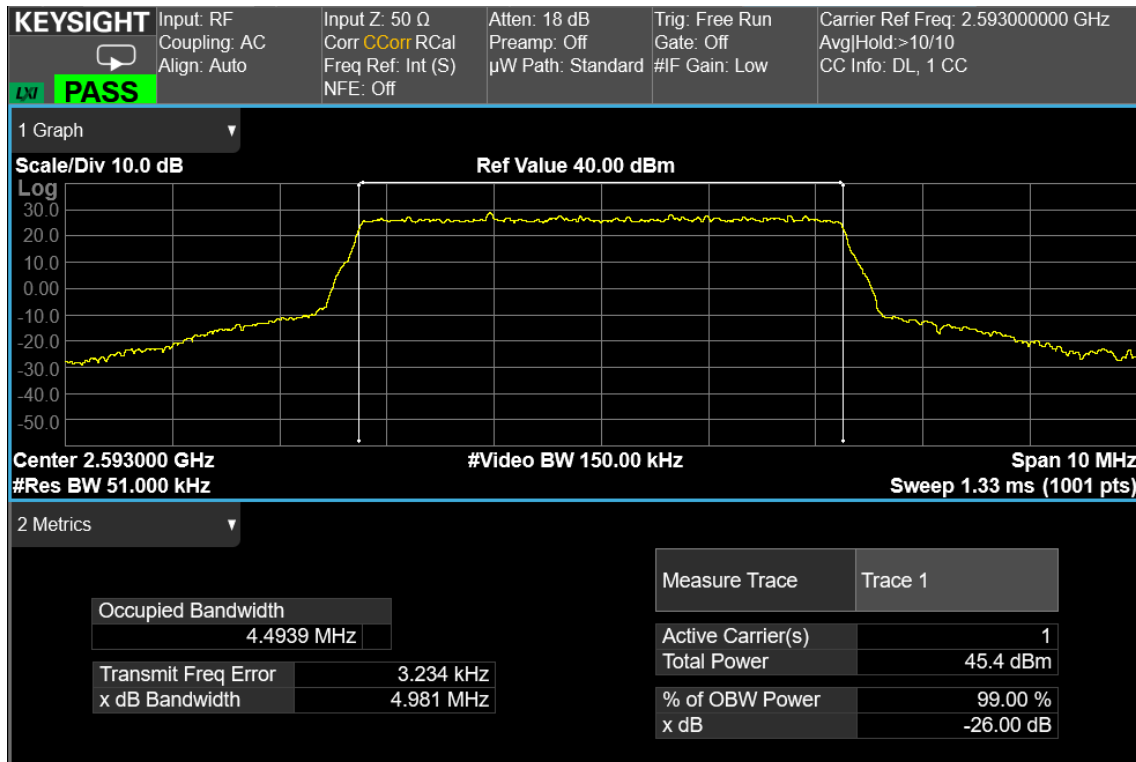 KEYSIGHT Input: RF Input Z: 50 Ω Atten: 18 dB Trig: Free Run Carrier Ref Freq: 2.593000000 GHz
Coupling: AC Corr CCorr RCal Preamp: Off Gate: Off Avg|Hold:>10/10
Align: Auto Freq Ref: Int (S) µW Path: Standard #IF Gain: Low CC Info: DL, 1 CC
LXI PASS NFE: Off
1 Graph ▼
Scale/Div 10.0 dB Ref Value 40.00 dBm
Log
30.0
20.0
10.0
0.00
-10.0
-20.0
-30.0
-40.0
-50.0
Center 2.593000 GHz #Video BW 150.00 kHz Span 10 MHz
#Res BW 51.000 kHz Sweep 1.33 ms (1001 pts)
2 Metrics ▼
Measure Trace Trace 1
Occupied Bandwidth
4.4939 MHz
Active Carrier(s) 1
Total Power 45.4 dBm
Transmit Freq Error 3.234 kHz
x dB Bandwidth 4.981 MHz
% of OBW Power 99.00 %
x dB -26.00 dB